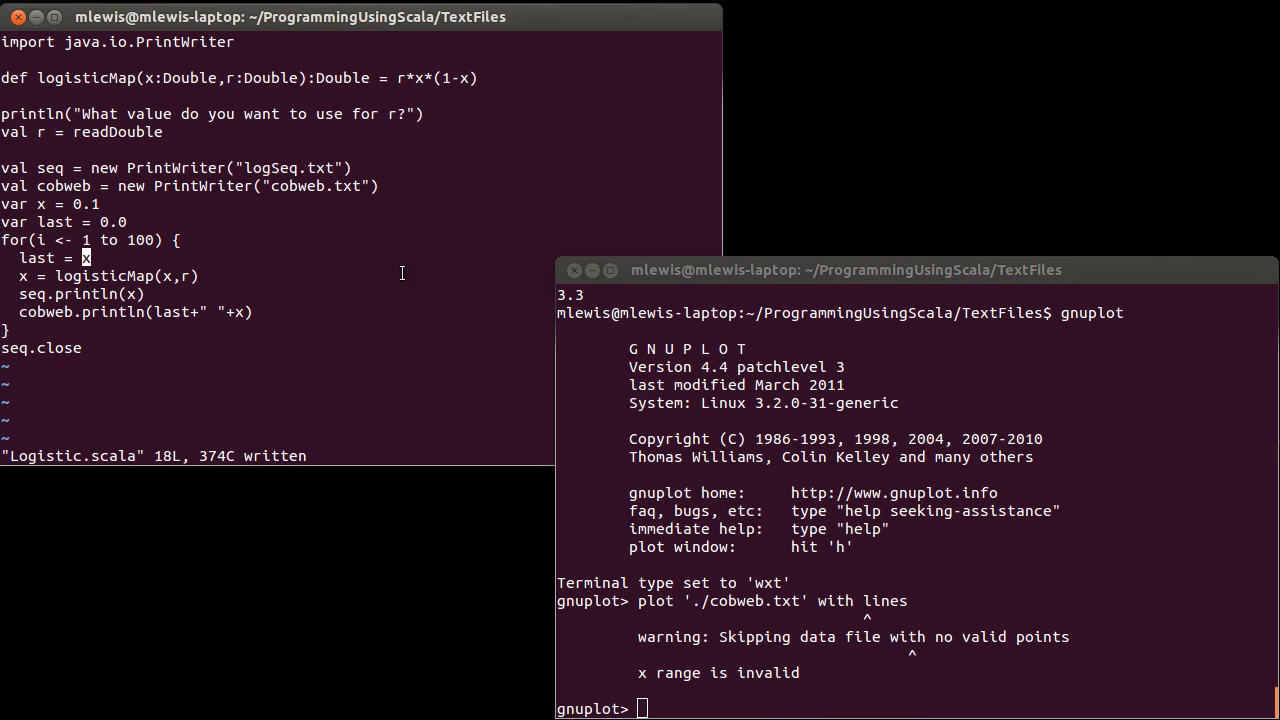 mlewis@mlewis-laptop: ~/ProgrammingUsingScala/TextFiles
import java.io.PrintWriter
def logisticMap(x:Double,r:Double):Double = r*x*(1-x)
println("What value do you want to use for r?")
val r = readDouble
val seq = new PrintWriter("logSeq.txt")
val cobweb = new PrintWriter("cobweb.txt")
var x = 0.1
var last = 0.0
for(i <- 1 to 100) {
  last = x
  x = logisticMap(x,r)
  seq.println(x)
  cobweb.println(last+" "+x)
}
seq.close
~
~
~
~
~
"Logistic.scala" 18L, 374C written
mlewis@mlewis-laptop: ~/ProgrammingUsingScala/TextFiles
3.3
mlewis@mlewis-laptop:~/ProgrammingUsingScala/TextFiles$ gnuplot
G N U P L O T
Version 4.4 patchlevel 3
last modified March 2011
System: Linux 3.2.0-31-generic
Copyright (C) 1986-1993, 1998, 2004, 2007-2010
Thomas Williams, Colin Kelley and many others
gnuplot home:     http://www.gnuplot.info
faq, bugs, etc:   type "help seeking-assistance"
immediate help:   type "help"
plot window:      hit 'h'
Terminal type set to 'wxt'
gnuplot> plot './cobweb.txt' with lines
^
warning: Skipping data file with no valid points
^
x range is invalid
gnuplot>